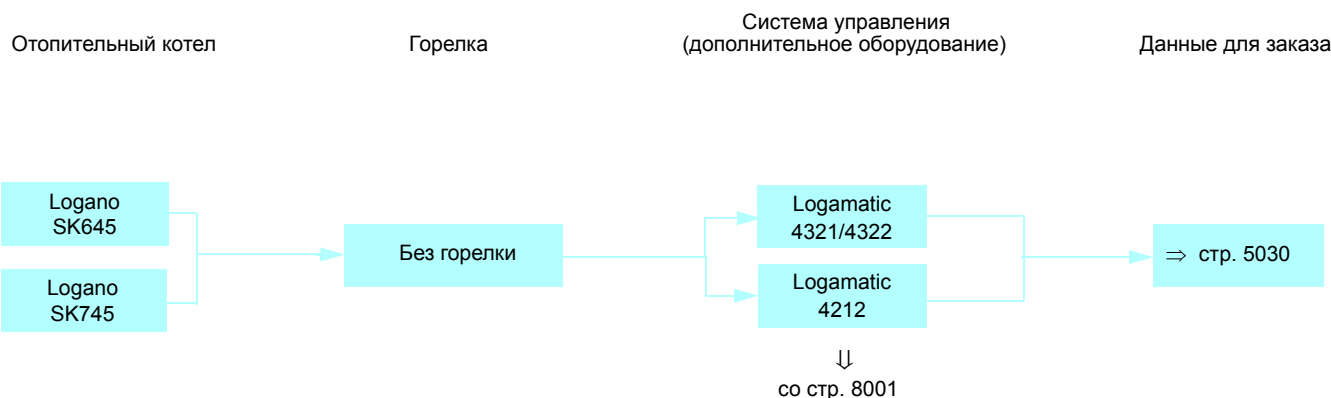 Отопительный котел
Горелка
Система управления
(дополнительное оборудование)
Данные для заказа
Logano
SK645
Logano
SK745
Без горелки
Logamatic
4321/4322
Logamatic
4212
⇒ стр. 5030
⇓
со стр. 8001